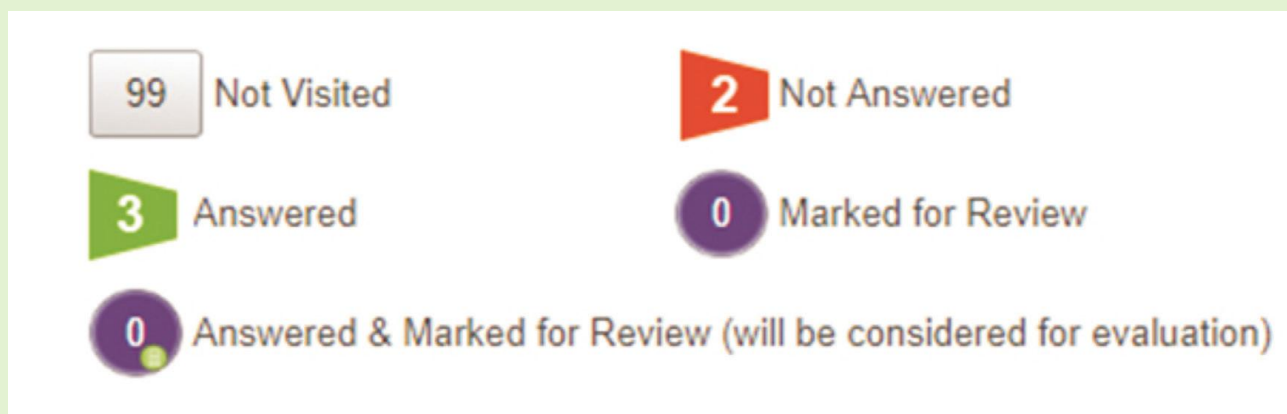 99 Not Visited
2 Not Answered
3 Answered
0 Marked for Review
0 Answered & Marked for Review (will be considered for evaluation)